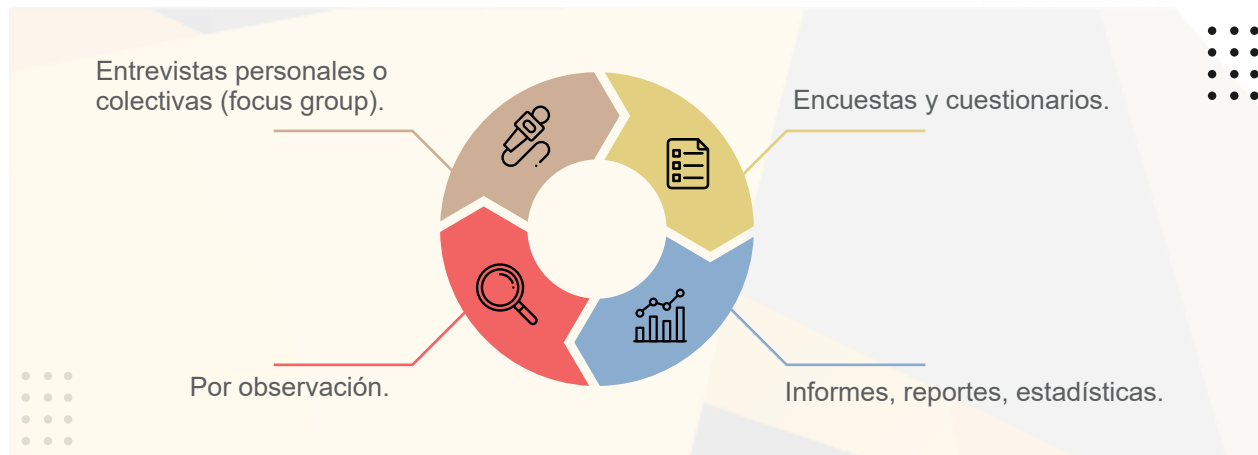 Entrevistas personales o
colectivas (focus group).
Encuestas y cuestionarios.
Por observación.
Informes, reportes, estadísticas.